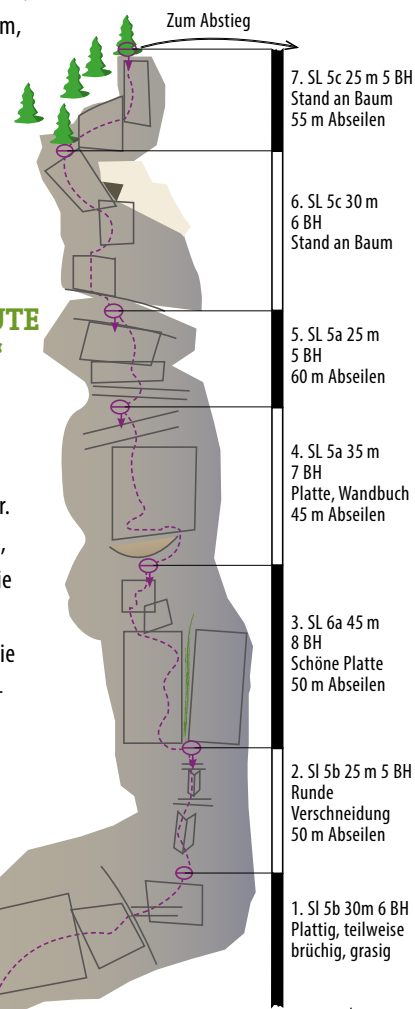 m,
Zum Abstieg
7. SL 5c 25 m 5 BH
Stand an Baum
55 m Abseilen
6. SL 5c 30 m
6 BH
Stand an Baum
UTE
5. SL 5a 25 m
5 BH
60 m Abseilen
4. SL 5a 35 m
7 BH
Platte, Wandbuch
45 m Abseilen
r.
,
ie
3. SL 6a 45 m
8 BH
Schöne Platte
50 m Abseilen
ie
-
2. Sl 5b 25 m 5 BH
Runde
Verschneidung
50 m Abseilen
1. Sl 5b 30m 6 BH
Plattig, teilweise
brüchig, grasig